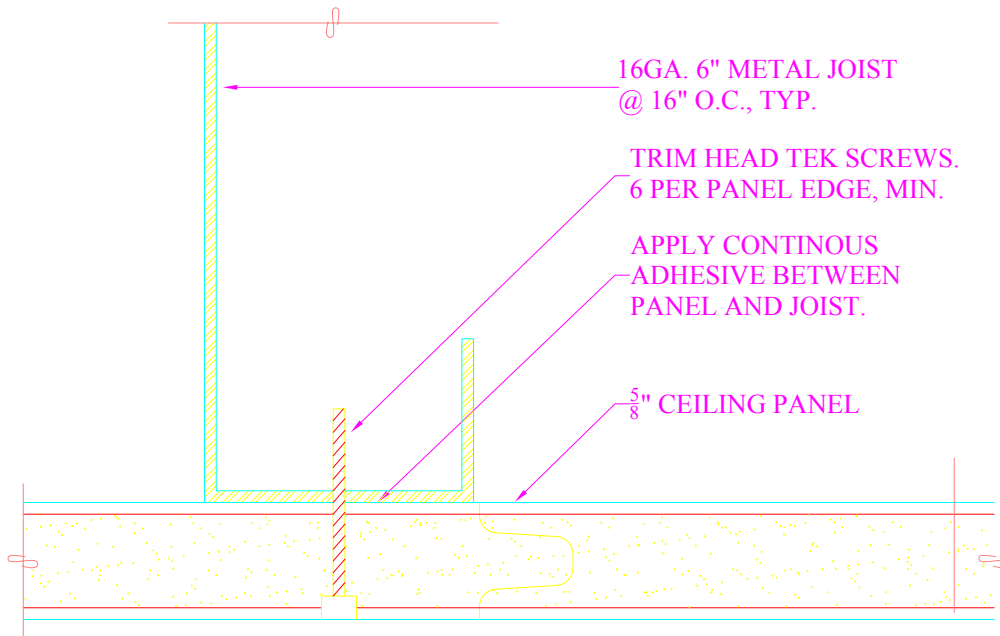 16GA. 6" METAL JOIST
@ 16" O.C., TYP.
TRIM HEAD TEK SCREWS.
6 PER PANEL EDGE, MIN.
APPLY CONTINOUS
ADHESIVE BETWEEN
PANEL AND JOIST.
5/8" CEILING PANEL